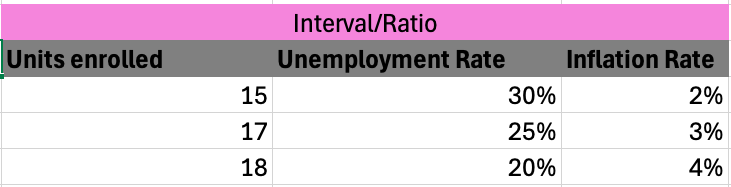 Interval/Ratio
Units enrolled Unemployment Rate Inflation Rate
15 30% 2%
17 25% 3%
18 20% 4%